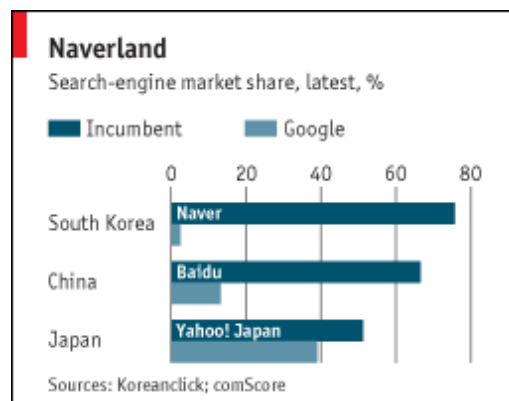 Naverland
Search-engine market share, latest, %
Incumbent Google
0 20 40 60 80
South Korea Naver
China Baidu
Japan Yahoo! Japan
Sources: Koreanclick; comScore